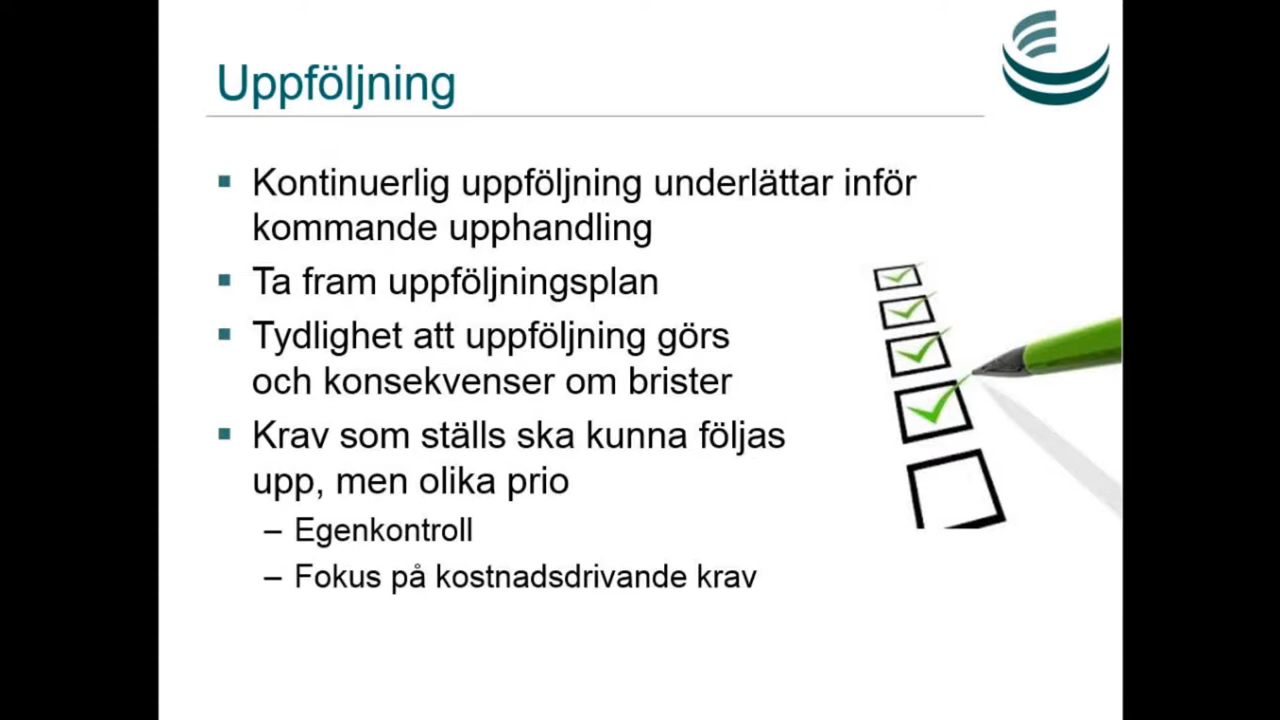 Uppföljning
▪ Kontinuerlig uppföljning underlättar inför
kommande upphandling
▪ Ta fram uppföljningsplan
▪ Tydlighet att uppföljning görs
och konsekvenser om brister
▪ Krav som ställs ska kunna följas
upp, men olika prio
– Egenkontroll
– Fokus på kostnadsdrivande krav